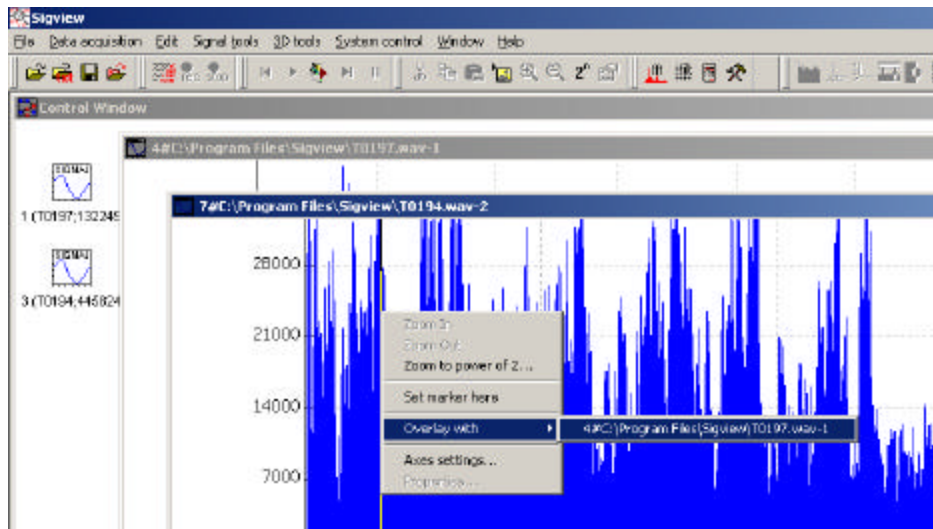 Sigview
File Data acquisition Edit Signal tools 3D tools System control Window Help
2ⁿ
Control Window
4#C:\Program Files\Sigview\T0197.wav-1
SIGNAL
1 (T0197;132245
7#C:\Program Files\Sigview\T0194.wav-2
SIGNAL
3 (T0194;445824
28000
21000
14000
7000
Zoom In
Zoom Out
Zoom to power of 2...
Set marker here
Overlay with
4#C:\Program Files\Sigview\T0197.wav-1
Axes settings...
Properties...